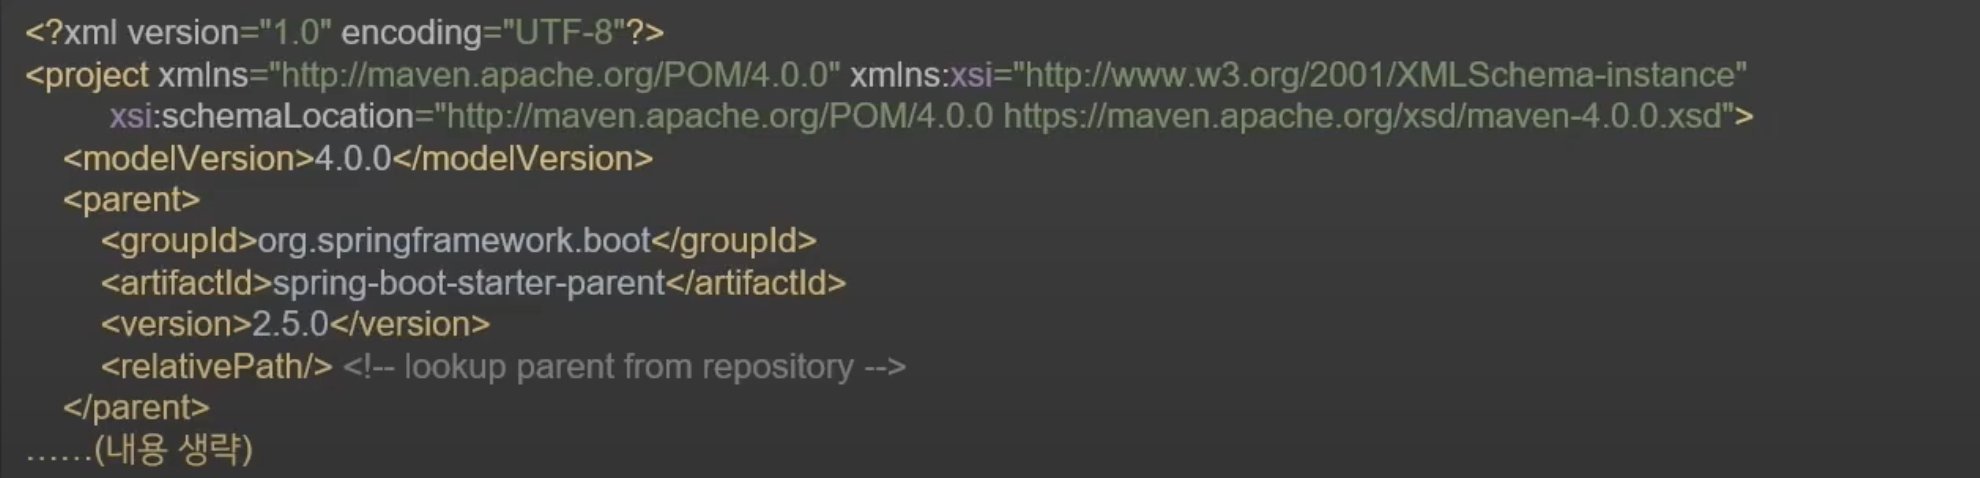 <?xml version="1.0" encoding="UTF-8"?>
<project xmlns="http://maven.apache.org/POM/4.0.0" xmlns:xsi="http://www.w3.org/2001/XMLSchema-instance"
xsi:schemaLocation="http://maven.apache.org/POM/4.0.0 https://maven.apache.org/xsd/maven-4.0.0.xsd">
<modelVersion>4.0.0</modelVersion>
<parent>
<groupId>org.springframework.boot</groupId>
<artifactId>spring-boot-starter-parent</artifactId>
<version>2.5.0</version>
<relativePath/> <!-- lookup parent from repository -->
</parent>
……(내용 생략)